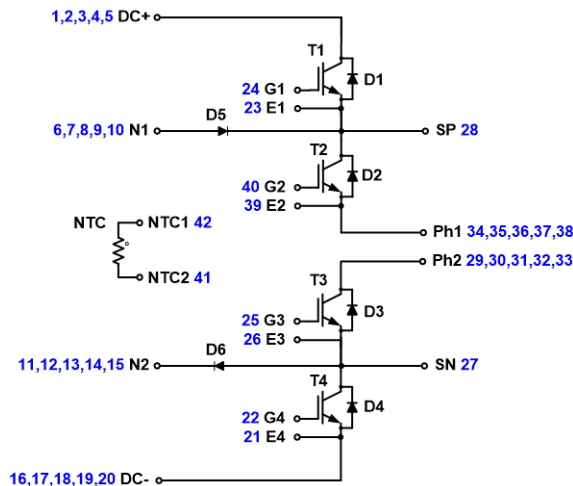 1,2,3,4,5 DC+
T1
D1
24 G1
23 E1
D5
6,7,8,9,10 N1
SP 28
T2
D2
40 G2
39 E2
NTC
NTC1 42
Ph1 34,35,36,37,38
Ph2 29,30,31,32,33
NTC2 41
T3
D3
25 G3
26 E3
D6
11,12,13,14,15 N2
SN 27
T4
D4
22 G4
21 E4
16,17,18,19,20 DC-